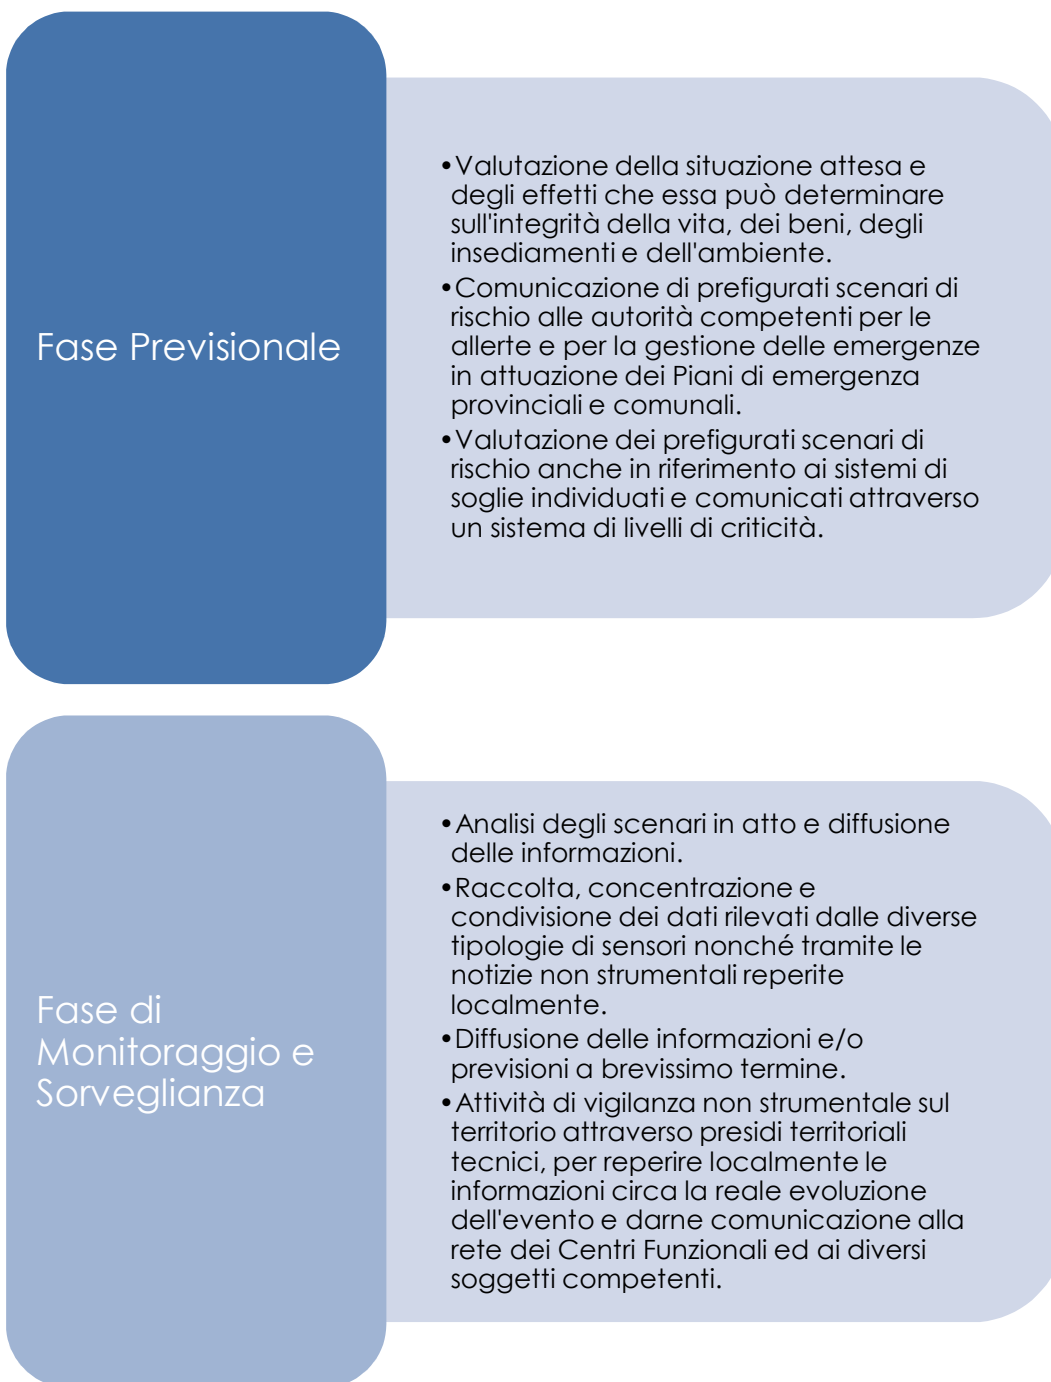 Fase Previsionale
•Valutazione della situazione attesa e
degli effetti che essa può determinare
sull'integrità della vita, dei beni, degli
insediamenti e dell'ambiente.
•Comunicazione di prefigurati scenari di
rischio alle autorità competenti per le
allerte e per la gestione delle emergenze
in attuazione dei Piani di emergenza
provinciali e comunali.
•Valutazione dei prefigurati scenari di
rischio anche in riferimento ai sistemi di
soglie individuati e comunicati attraverso
un sistema di livelli di criticità.
Fase di
Monitoraggio e
Sorveglianza
•Analisi degli scenari in atto e diffusione
delle informazioni.
•Raccolta, concentrazione e
condivisione dei dati rilevati dalle diverse
tipologie di sensori nonché tramite le
notizie non strumentali reperite
localmente.
•Diffusione delle informazioni e/o
previsioni a brevissimo termine.
•Attività di vigilanza non strumentale sul
territorio attraverso presidi territoriali
tecnici, per reperire localmente le
informazioni circa la reale evoluzione
dell'evento e darne comunicazione alla
rete dei Centri Funzionali ed ai diversi
soggetti competenti.